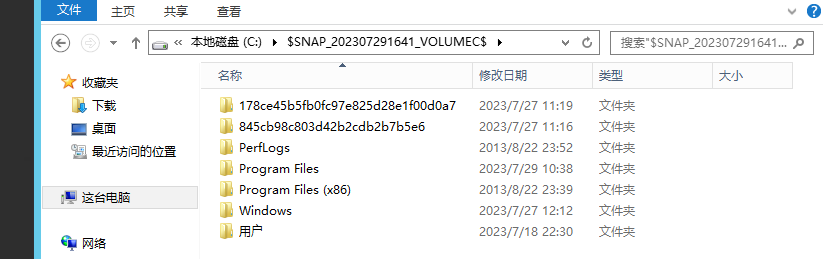 文件 主页 共享 查看
« 本地磁盘 (C:) ▸ $SNAP_202307291641_VOLUMEC$ ▸ 搜索"$SNAP_202307291641...
名称 修改日期 类型 大小
收藏夹
下载
桌面
最近访问的位置
这台电脑
网络
178ce45b5fb0fc97e825d28e1f00d0a7 2023/7/27 11:19 文件夹
845cb98c803d42b2cdb2b7b5e6 2023/7/27 11:16 文件夹
PerfLogs 2013/8/22 23:52 文件夹
Program Files 2023/7/29 10:38 文件夹
Program Files (x86) 2013/8/22 23:39 文件夹
Windows 2023/7/27 12:12 文件夹
用户 2023/7/18 22:30 文件夹